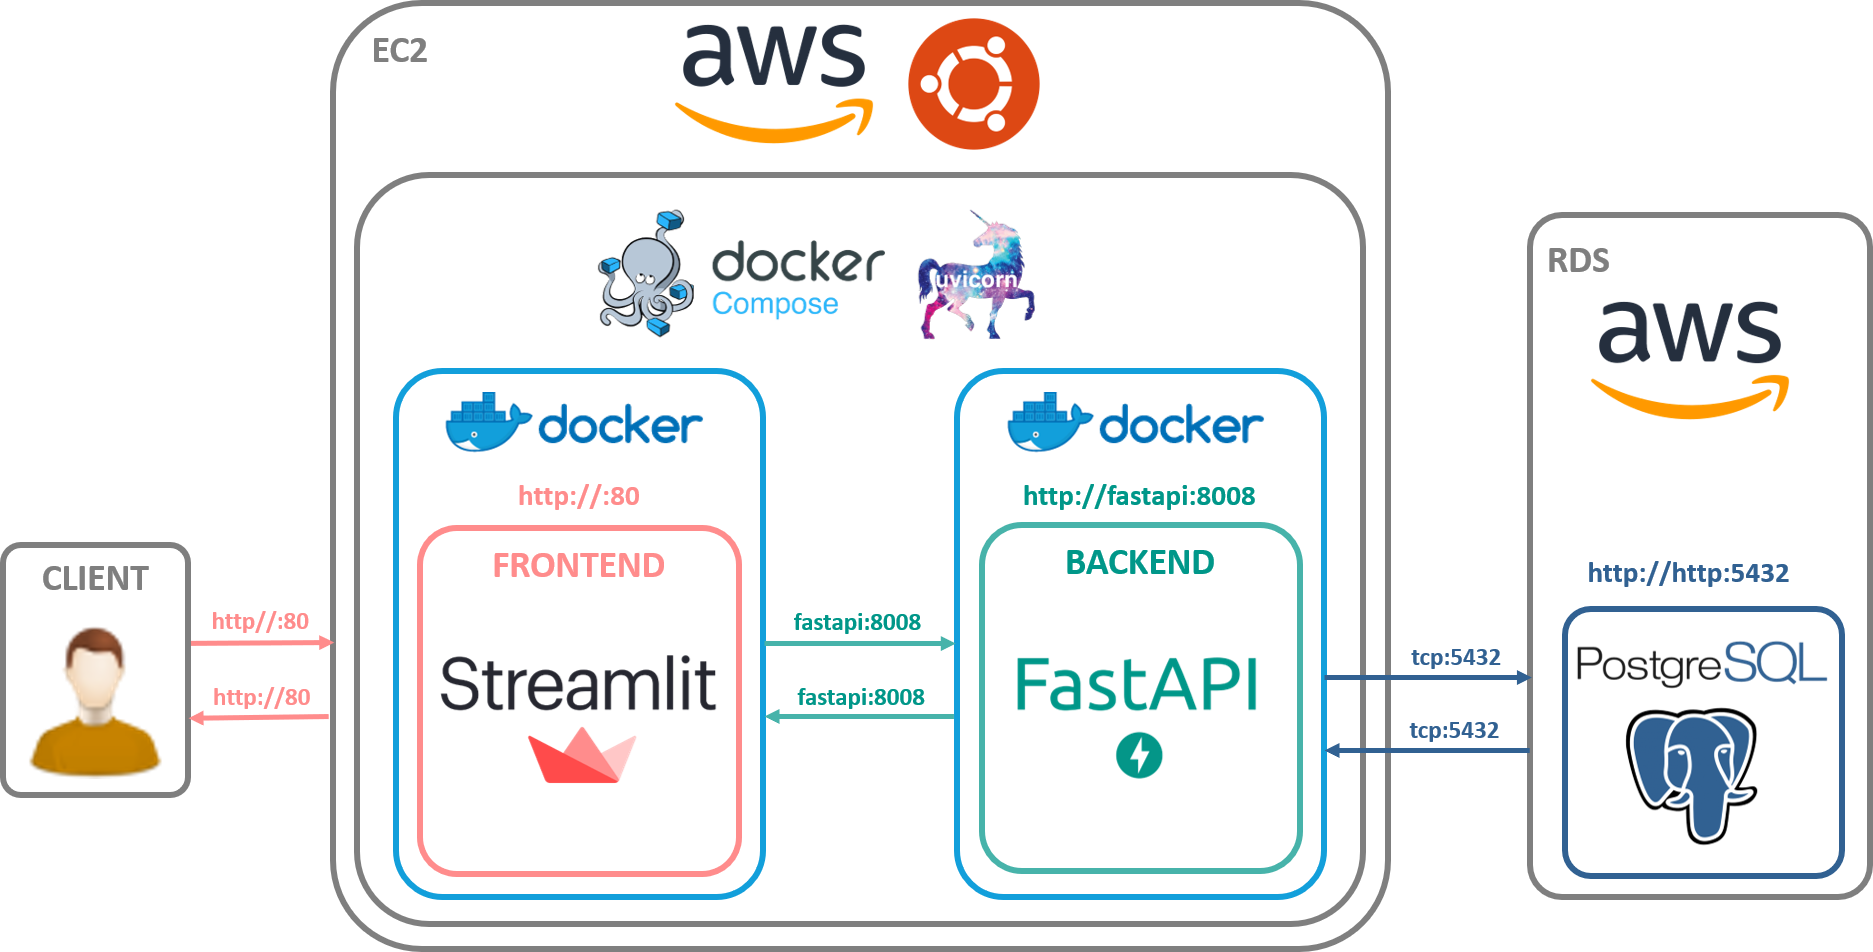 EC2
aws
docker
Compose
uvicorn
RDS
aws
docker
docker
http://:80
http://fastapi:8008
FRONTEND
BACKEND
http://http:5432
CLIENT
http//:80
fastapi:8008
tcp:5432
Streamlit
FastAPI
PostgreSQL
http://80
fastapi:8008
tcp:5432